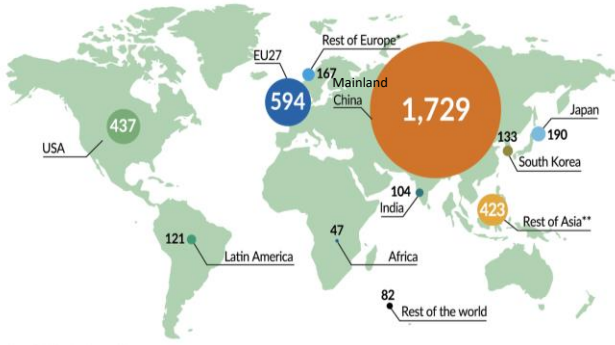 Rest of Europe*
EU27
167
Mainland
China
594
1,729
437
USA
Japan
133
190
South Korea
104
India
423
Rest of Asia**
121
Latin America
47
Africa
82
Rest of the world